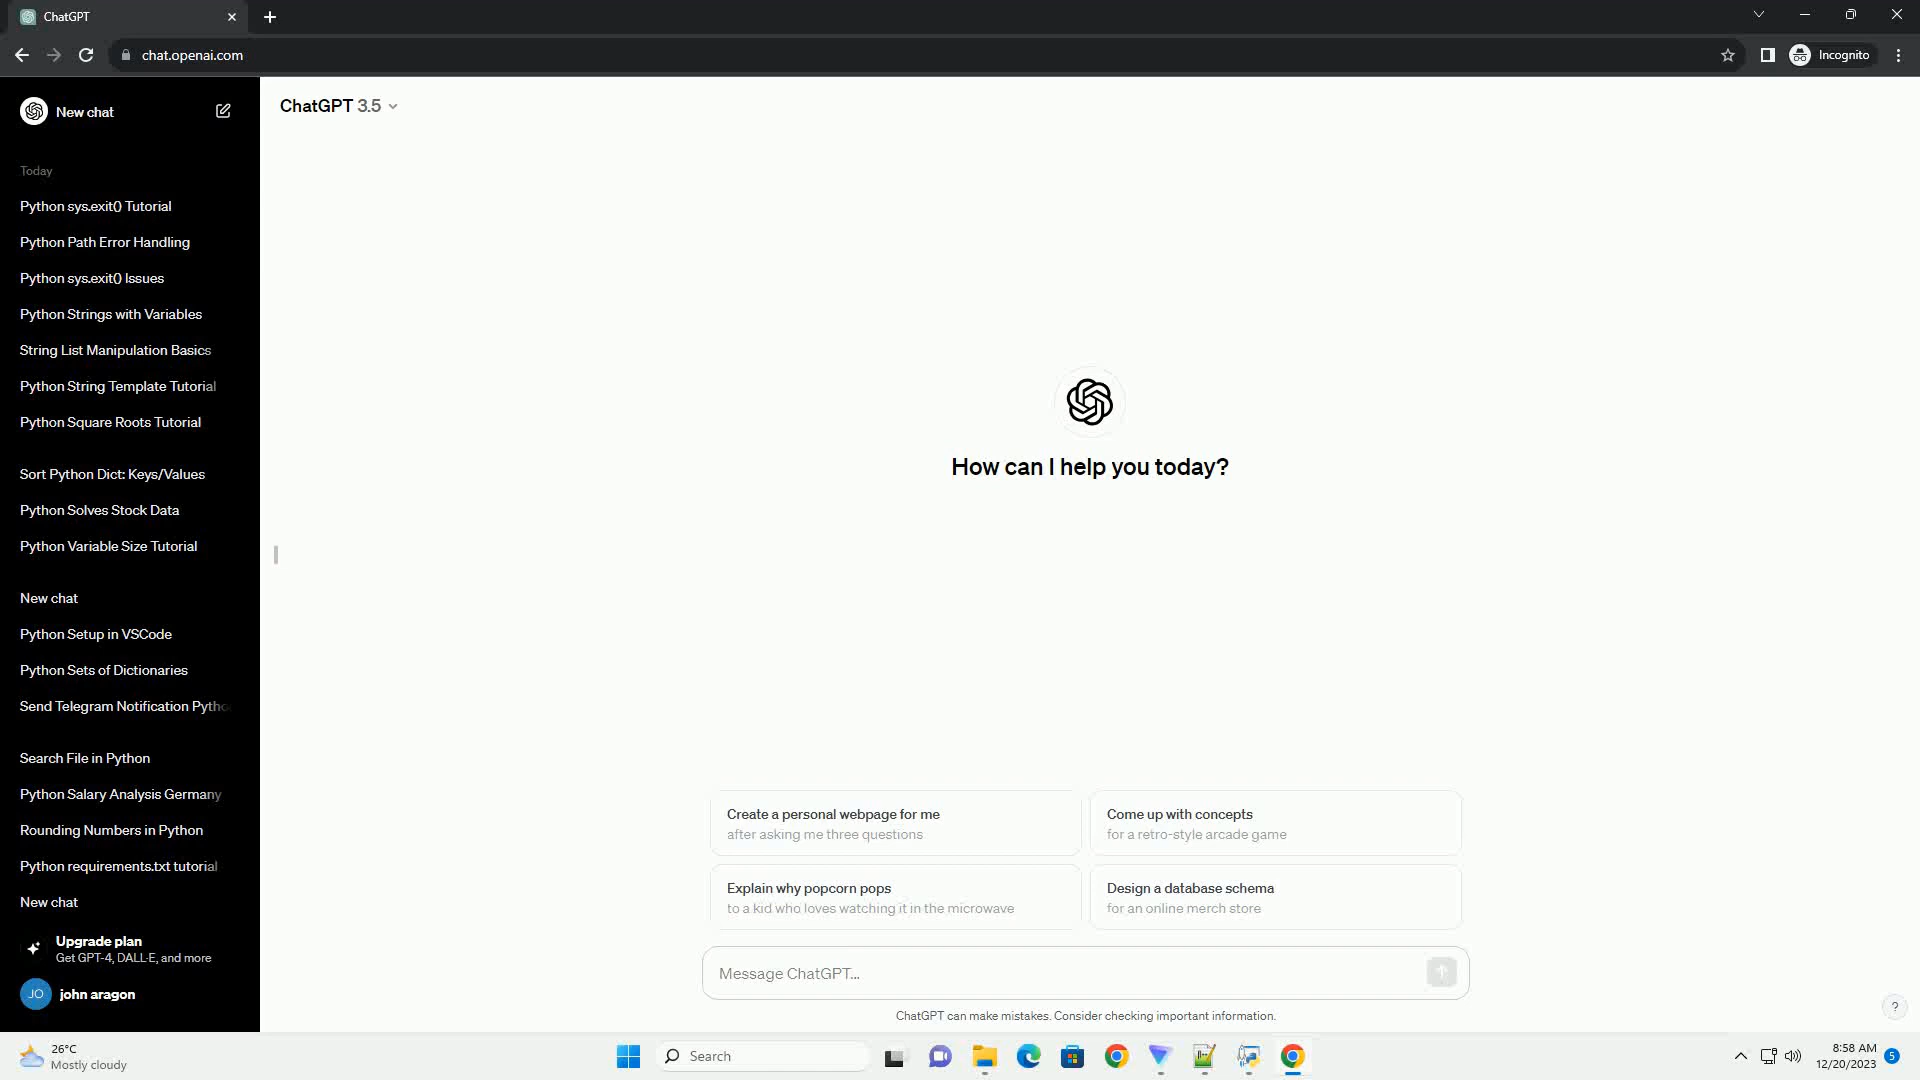 ChatGPT
chat.openai.com
Incognito
New chat
ChatGPT 3.5
Today
Python sys.exit() Tutorial
Python Path Error Handling
Python sys.exit() Issues
Python Strings with Variables
String List Manipulation Basics
Python String Template Tutorial
Python Square Roots Tutorial
Sort Python Dict: Keys/Values
Python Solves Stock Data
Python Variable Size Tutorial
New chat
Python Setup in VSCode
Python Sets of Dictionaries
Send Telegram Notification Pytho
Search File in Python
Python Salary Analysis Germany
Rounding Numbers in Python
Python requirements.txt tutorial
New chat
Upgrade plan
Get GPT-4, DALL·E, and more
JO john aragon
How can I help you today?
Create a personal webpage for me
after asking me three questions
Come up with concepts
for a retro-style arcade game
Explain why popcorn pops
to a kid who loves watching it in the microwave
Design a database schema
for an online merch store
Message ChatGPT...
ChatGPT can make mistakes. Consider checking important information.
?
26°C
Mostly cloudy
Search
8:58 AM
12/20/2023
5